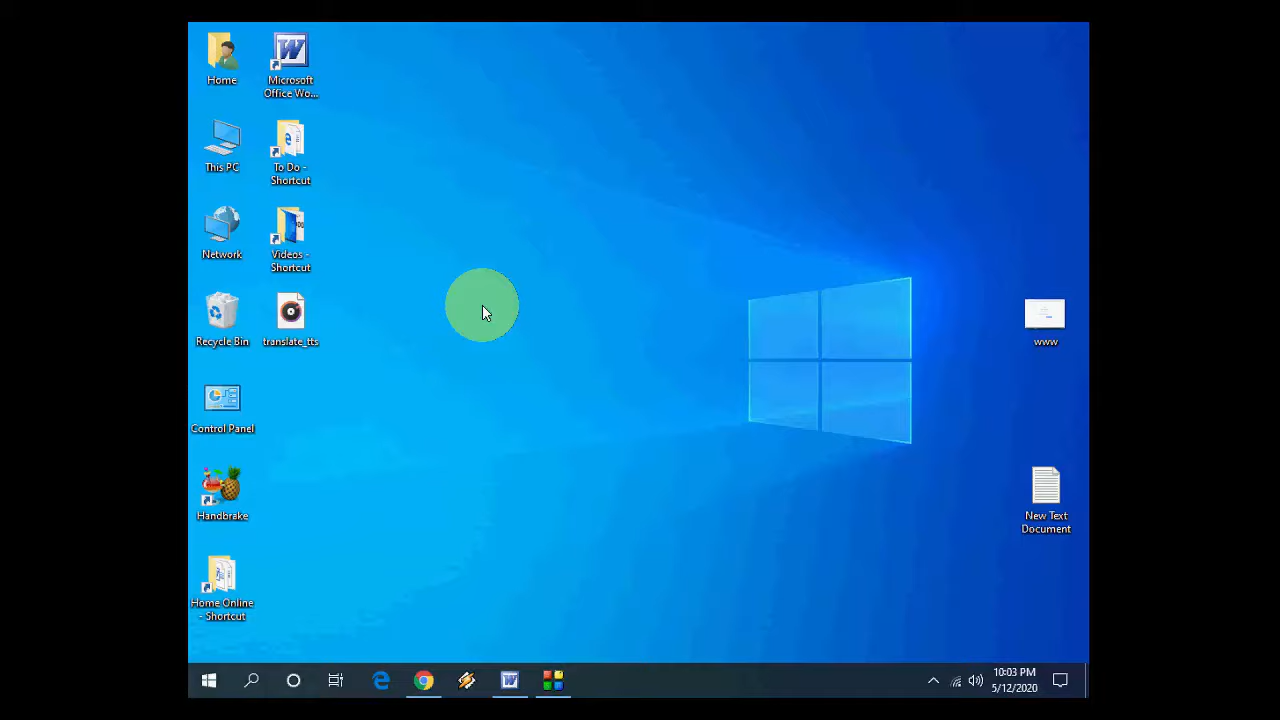 Home
Microsoft
Office Wo...
This PC
To Do -
Shortcut
Network
Videos -
Shortcut
Recycle Bin
translate_tts
Control Panel
Handbrake
Home Online
- Shortcut
www
New Text
Document
10:03 PM
5/12/2020